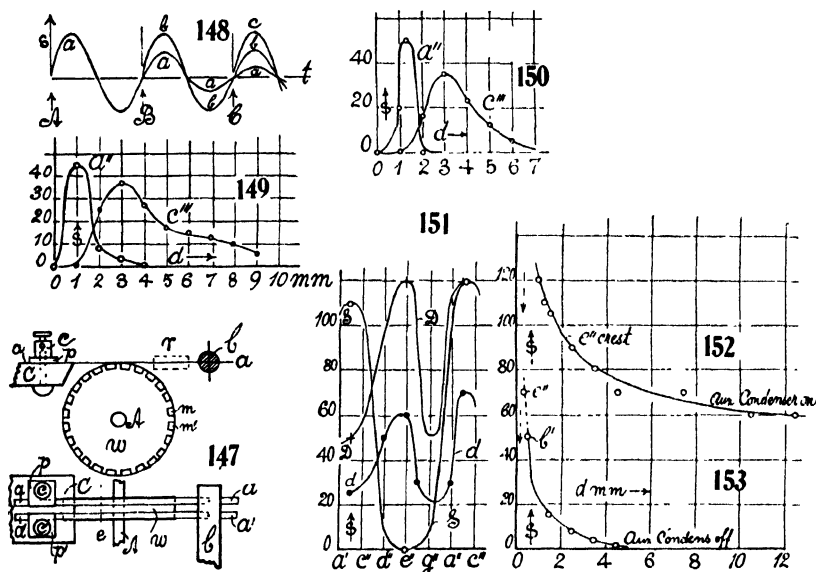 148
s
a
b
a
c
b
a
a
b
t
A
B
C
149
40
30
20
10
0
a''
c'''
s
d
0 1 2 3 4 5 6 7 8 9 10 mm
150
40
20
0
a''
c'''
s
d
0 1 2 3 4 5 6 7
147
c
a
p
C
r
b
a
A
w
m
m'
p
C
a
a'
e
A
w
b
p'
151
100
80
60
40
20
0
S
D
d
D
d
S
s
a' c'' d'' e'' g'' a'' c'''
152
120
100
80
60
40
20
0
s
c'' crest
Aux Condenser on
153
c''
b'
d mm
s
Aux Condens off
0 2 4 6 8 10 12